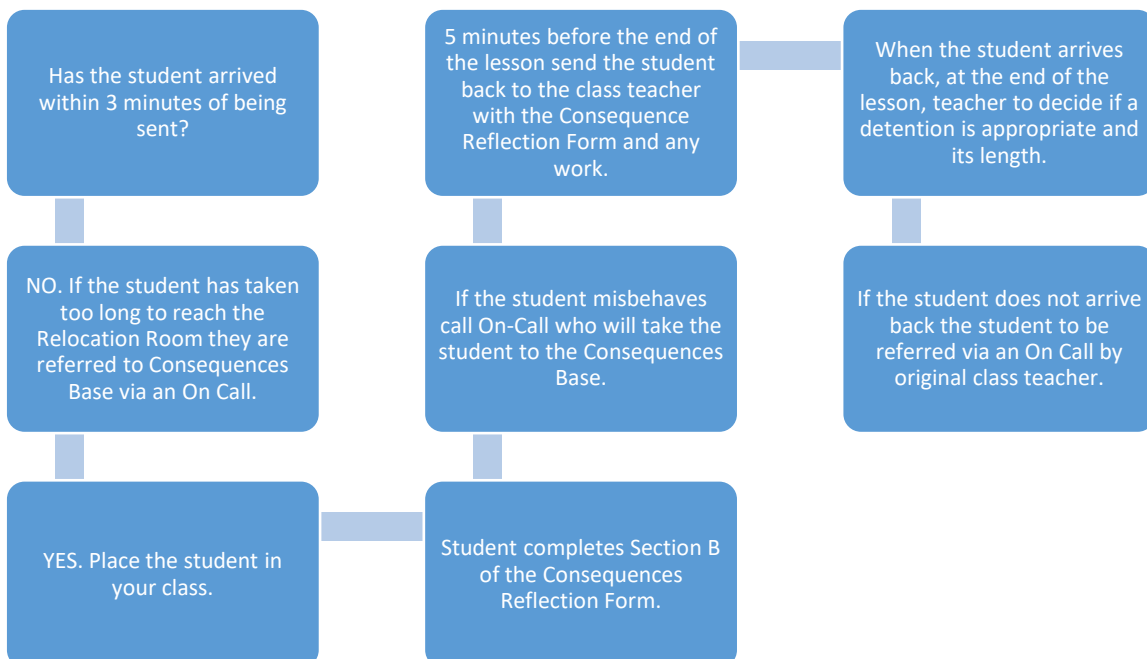 Has the student arrived
within 3 minutes of being
sent?
NO. If the student has taken
too long to reach the
Relocation Room they are
referred to Consequences
Base via an On Call.
YES. Place the student in
your class.
Student completes Section B
of the Consequences
Reflection Form.
If the student misbehaves
call On-Call who will take the
student to the Consequences
Base.
5 minutes before the end of
the lesson send the student
back to the class teacher
with the Consequence
Reflection Form and any
work.
When the student arrives
back, at the end of the
lesson, teacher to decide if a
detention is appropriate and
its length.
If the student does not arrive
back the student to be
referred via an On Call by
original class teacher.